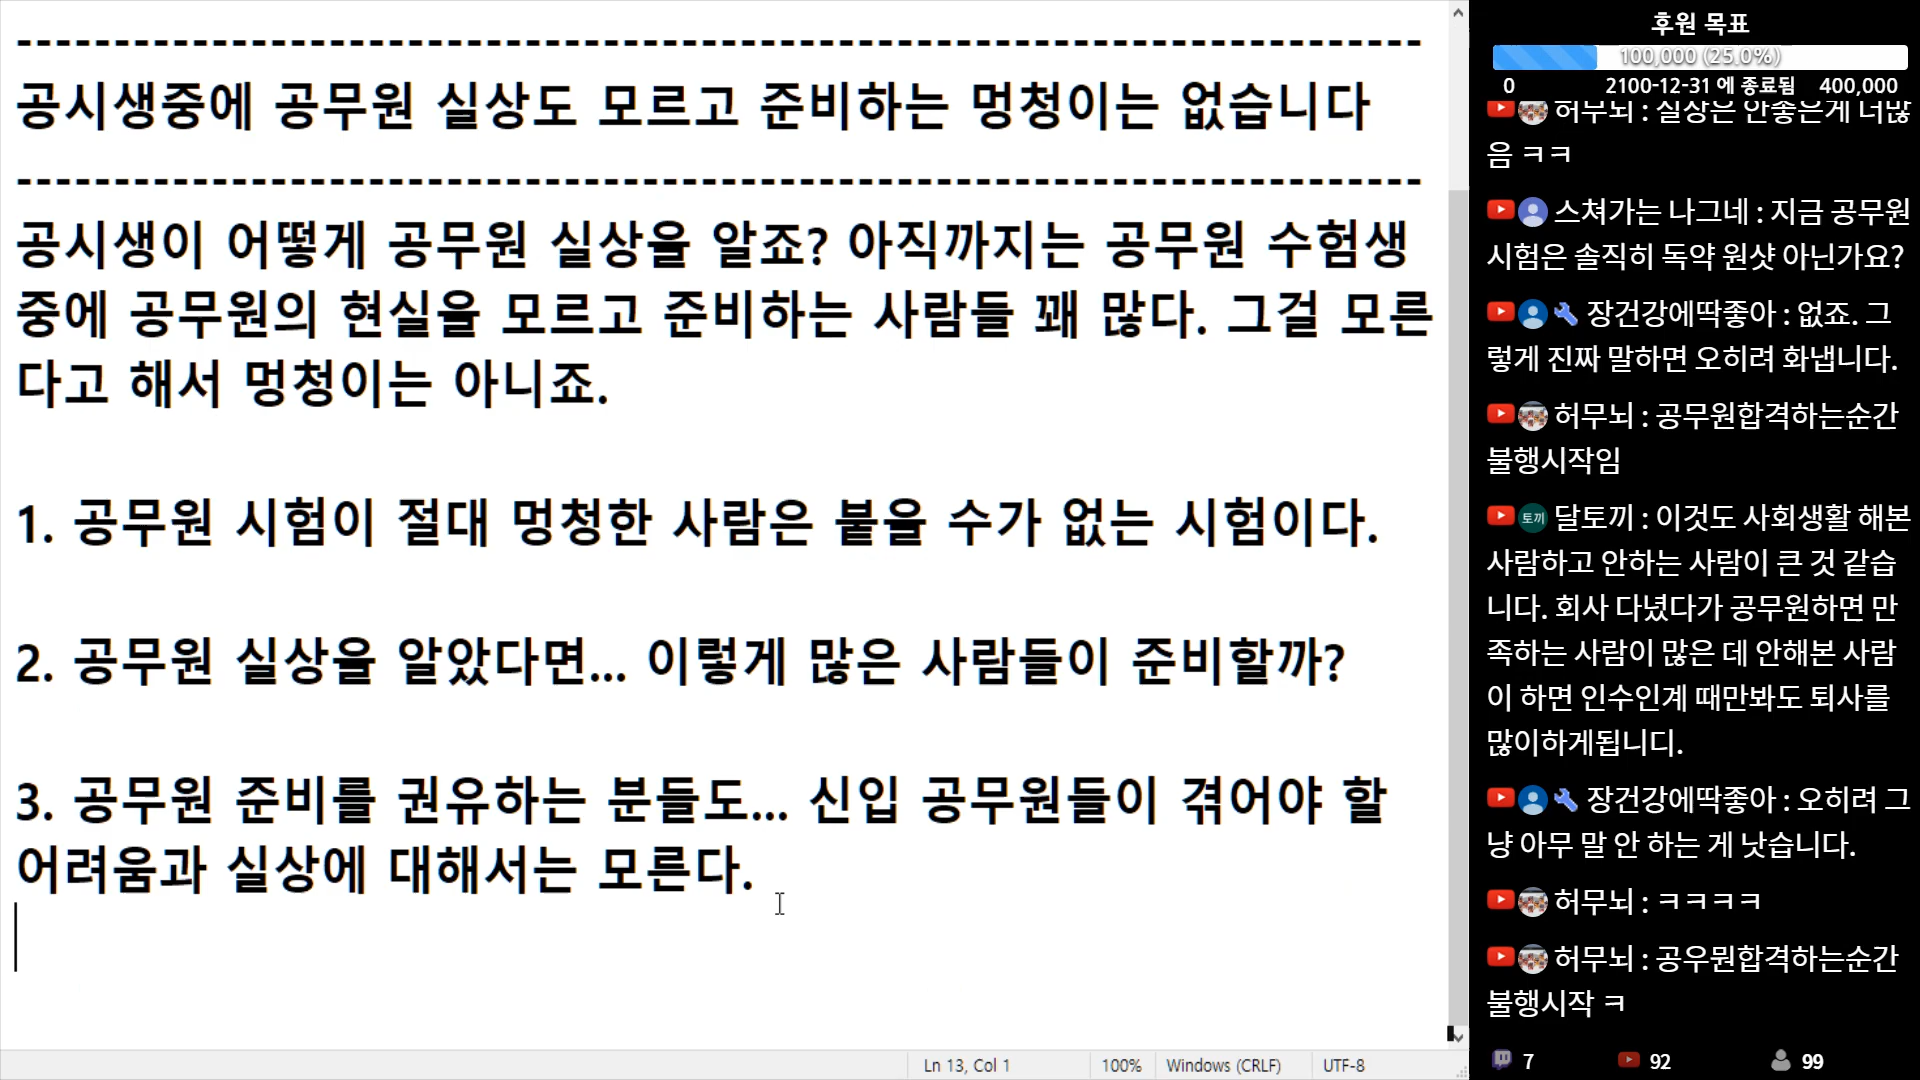 --------------------------------------------------------------------------
공시생중에 공무원 실상도 모르고 준비하는 멍청이는 없습니다
--------------------------------------------------------------------------
공시생이 어떻게 공무원 실상을 알죠? 아직까지는 공무원 수험생
중에 공무원의 현실을 모르고 준비하는 사람들 꽤 많다. 그걸 모른
다고 해서 멍청이는 아니죠.
1. 공무원 시험이 절대 멍청한 사람은 붙을 수가 없는 시험이다.
2. 공무원 실상을 알았다면... 이렇게 많은 사람들이 준비할까?
3. 공무원 준비를 권유하는 분들도... 신입 공무원들이 겪어야 할
어려움과 실상에 대해서는 모른다.
Ln 13, Col 1
100%
Windows (CRLF)
UTF-8
후원 목표
100,000 (25.0%)
0 2100-12-31 에 종료됨 400,000
허무뇌 : 실상은 안좋은게 너많
음 ㅋㅋ
스쳐가는 나그네 : 지금 공무원
시험은 솔직히 독약 원샷 아닌가요?
장건강에딱좋아 : 없죠. 그
렇게 진짜 말하면 오히려 화냅니다.
허무뇌 : 공무원합격하는순간
불행시작임
토끼 달토끼 : 이것도 사회생활 해본
사람하고 안하는 사람이 큰 것 같습
니다. 회사 다녔다가 공무원하면 만
족하는 사람이 많은 데 안해본 사람
이 하면 인수인계 때만봐도 퇴사를
많이하게됩니디.
장건강에딱좋아 : 오히려 그
냥 아무 말 안 하는 게 낫습니다.
허무뇌 : ㅋㅋㅋㅋ
허무뇌 : 공우뭔합격하는순간
불행시작 ㅋ
7 92 99